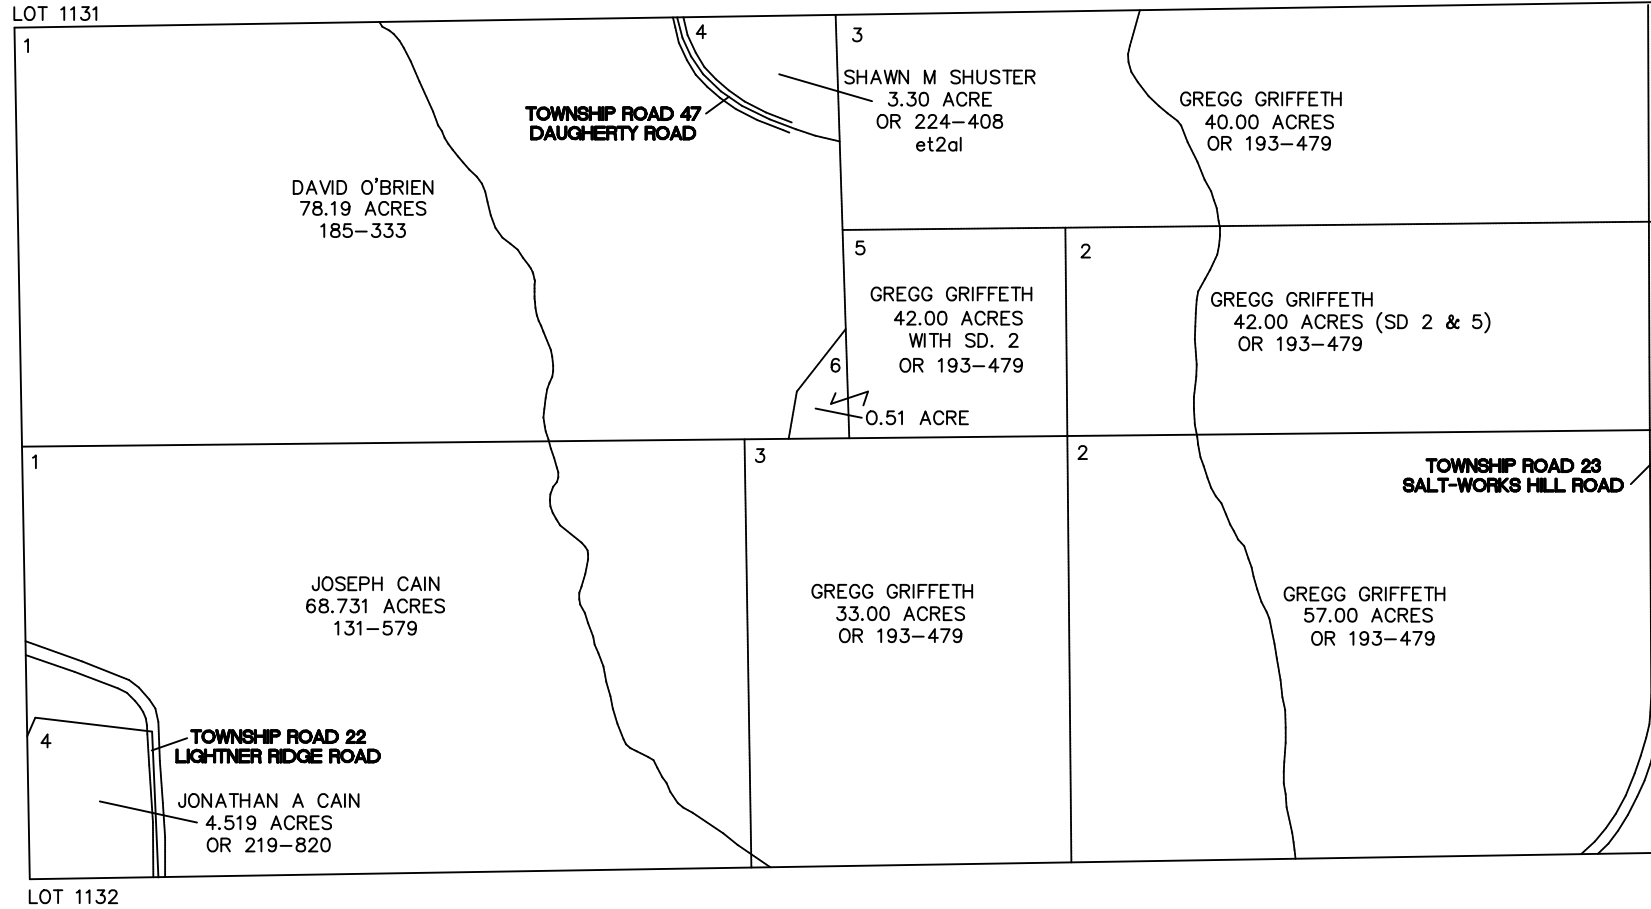 LOT 1131
1
4
3
SHAWN M SHUSTER
3.30 ACRE
OR 224-408
et2al
TOWNSHIP ROAD 47
DAUGHERTY ROAD
GREGG GRIFFETH
40.00 ACRES
OR 193-479
DAVID O'BRIEN
78.19 ACRES
185-333
5
GREGG GRIFFETH
42.00 ACRES
WITH SD. 2
OR 193-479
2
GREGG GRIFFETH
42.00 ACRES (SD 2 & 5)
OR 193-479
6
0.51 ACRE
1
3
2
TOWNSHIP ROAD 23
SALT-WORKS HILL ROAD
JOSEPH CAIN
68.731 ACRES
131-579
GREGG GRIFFETH
33.00 ACRES
OR 193-479
GREGG GRIFFETH
57.00 ACRES
OR 193-479
4
TOWNSHIP ROAD 22
LIGHTNER RIDGE ROAD
JONATHAN A CAIN
4.519 ACRES
OR 219-820
LOT 1132